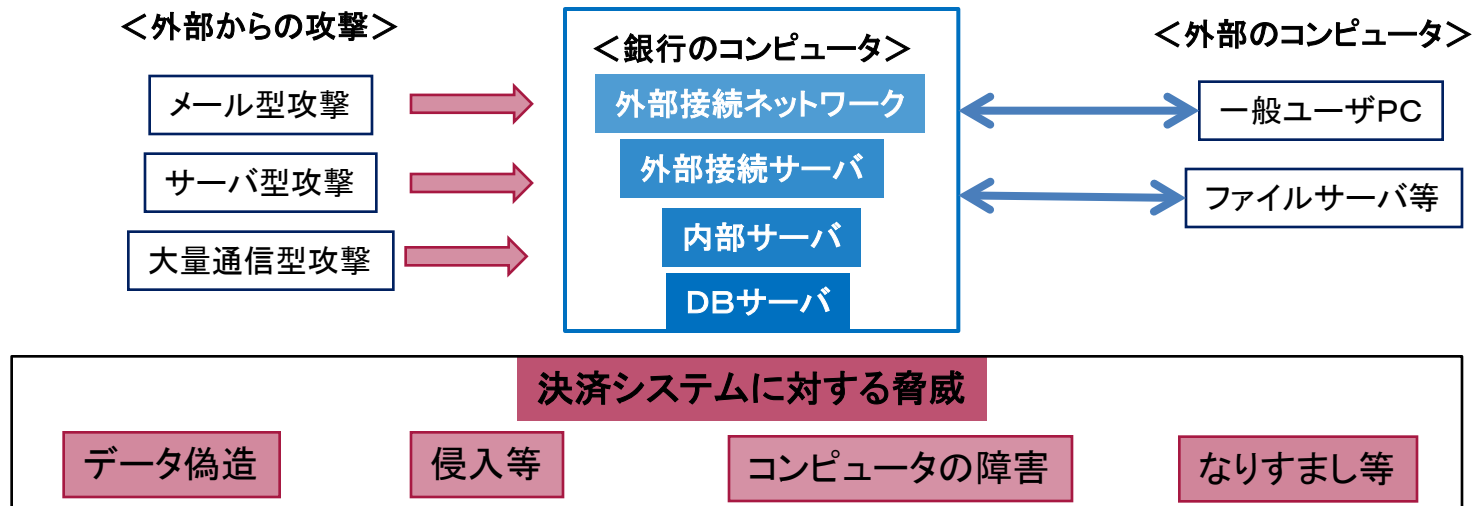 ＜外部からの攻撃＞
メール型攻撃
サーバ型攻撃
大量通信型攻撃
＜銀行のコンピュータ＞
外部接続ネットワーク
外部接続サーバ
内部サーバ
ＤＢサーバ
＜外部のコンピュータ＞
一般ユーザＰＣ
ファイルサーバ等
決済システムに対する脅威
データ偽造
侵入等
コンピュータの障害
なりすまし等